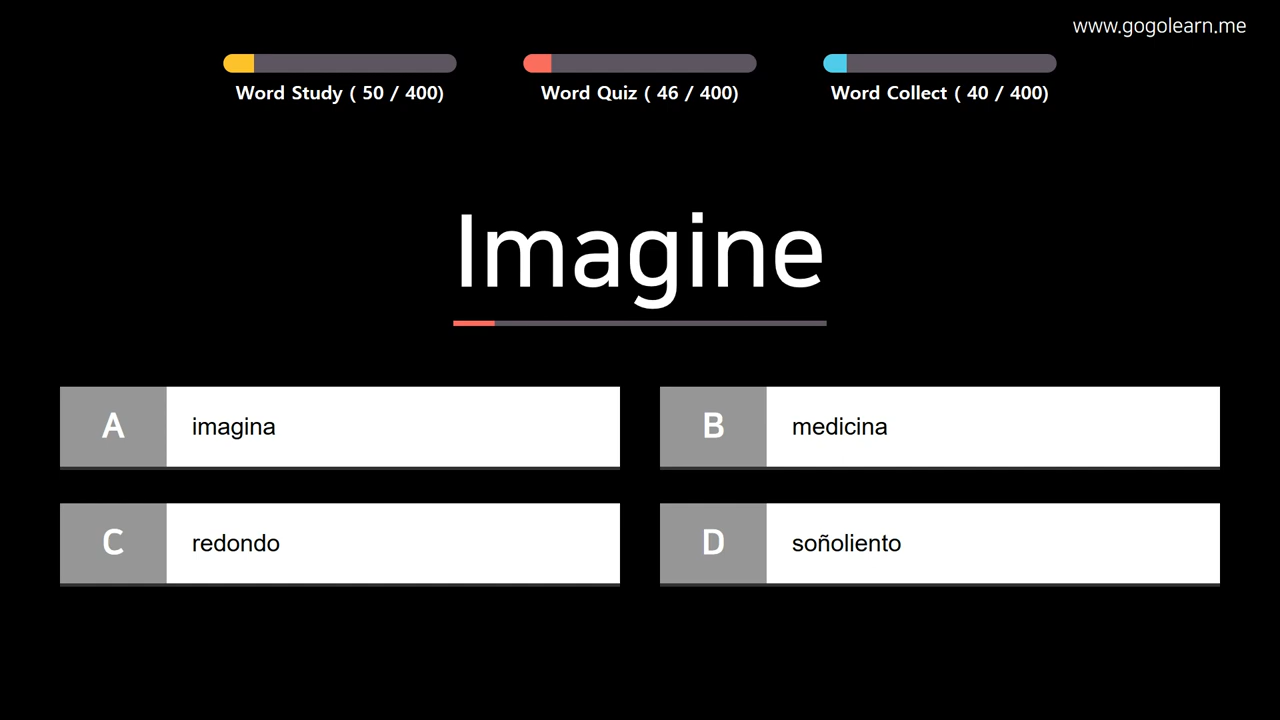 www.gogolearn.me
Word Study ( 50 / 400)
Word Quiz ( 46 / 400)
Word Collect ( 40 / 400)
Imagine
A imagina
B medicina
C redondo
D soñoliento